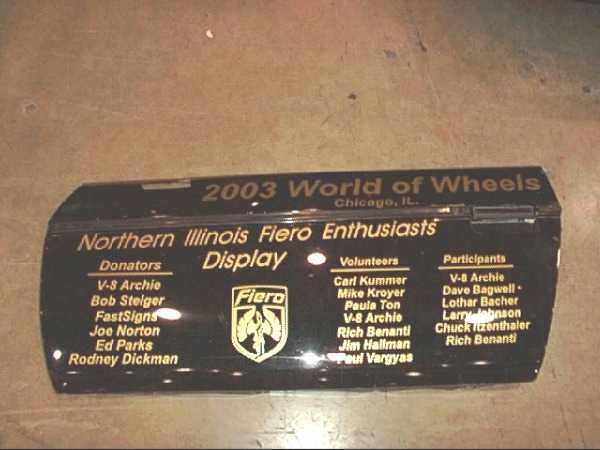 2003 World of Wheels
Chicago, IL.
Northern Illinois Fiero Enthusiasts
Display
Donators
V-8 Archie
Bob Steiger
FastSigns
Joe Norton
Ed Parks
Rodney Dickman
Fiero
Volunteers
Carl Kummer
Mike Kroyer
Paula Ton
V-8 Archie
Rich Benanti
Jim Hallman
Paul Vargyas
Participants
V-8 Archie
Dave Bagwell
Lothar Bacher
Larry Johnson
Chuck Itzenthaler
Rich Benanti